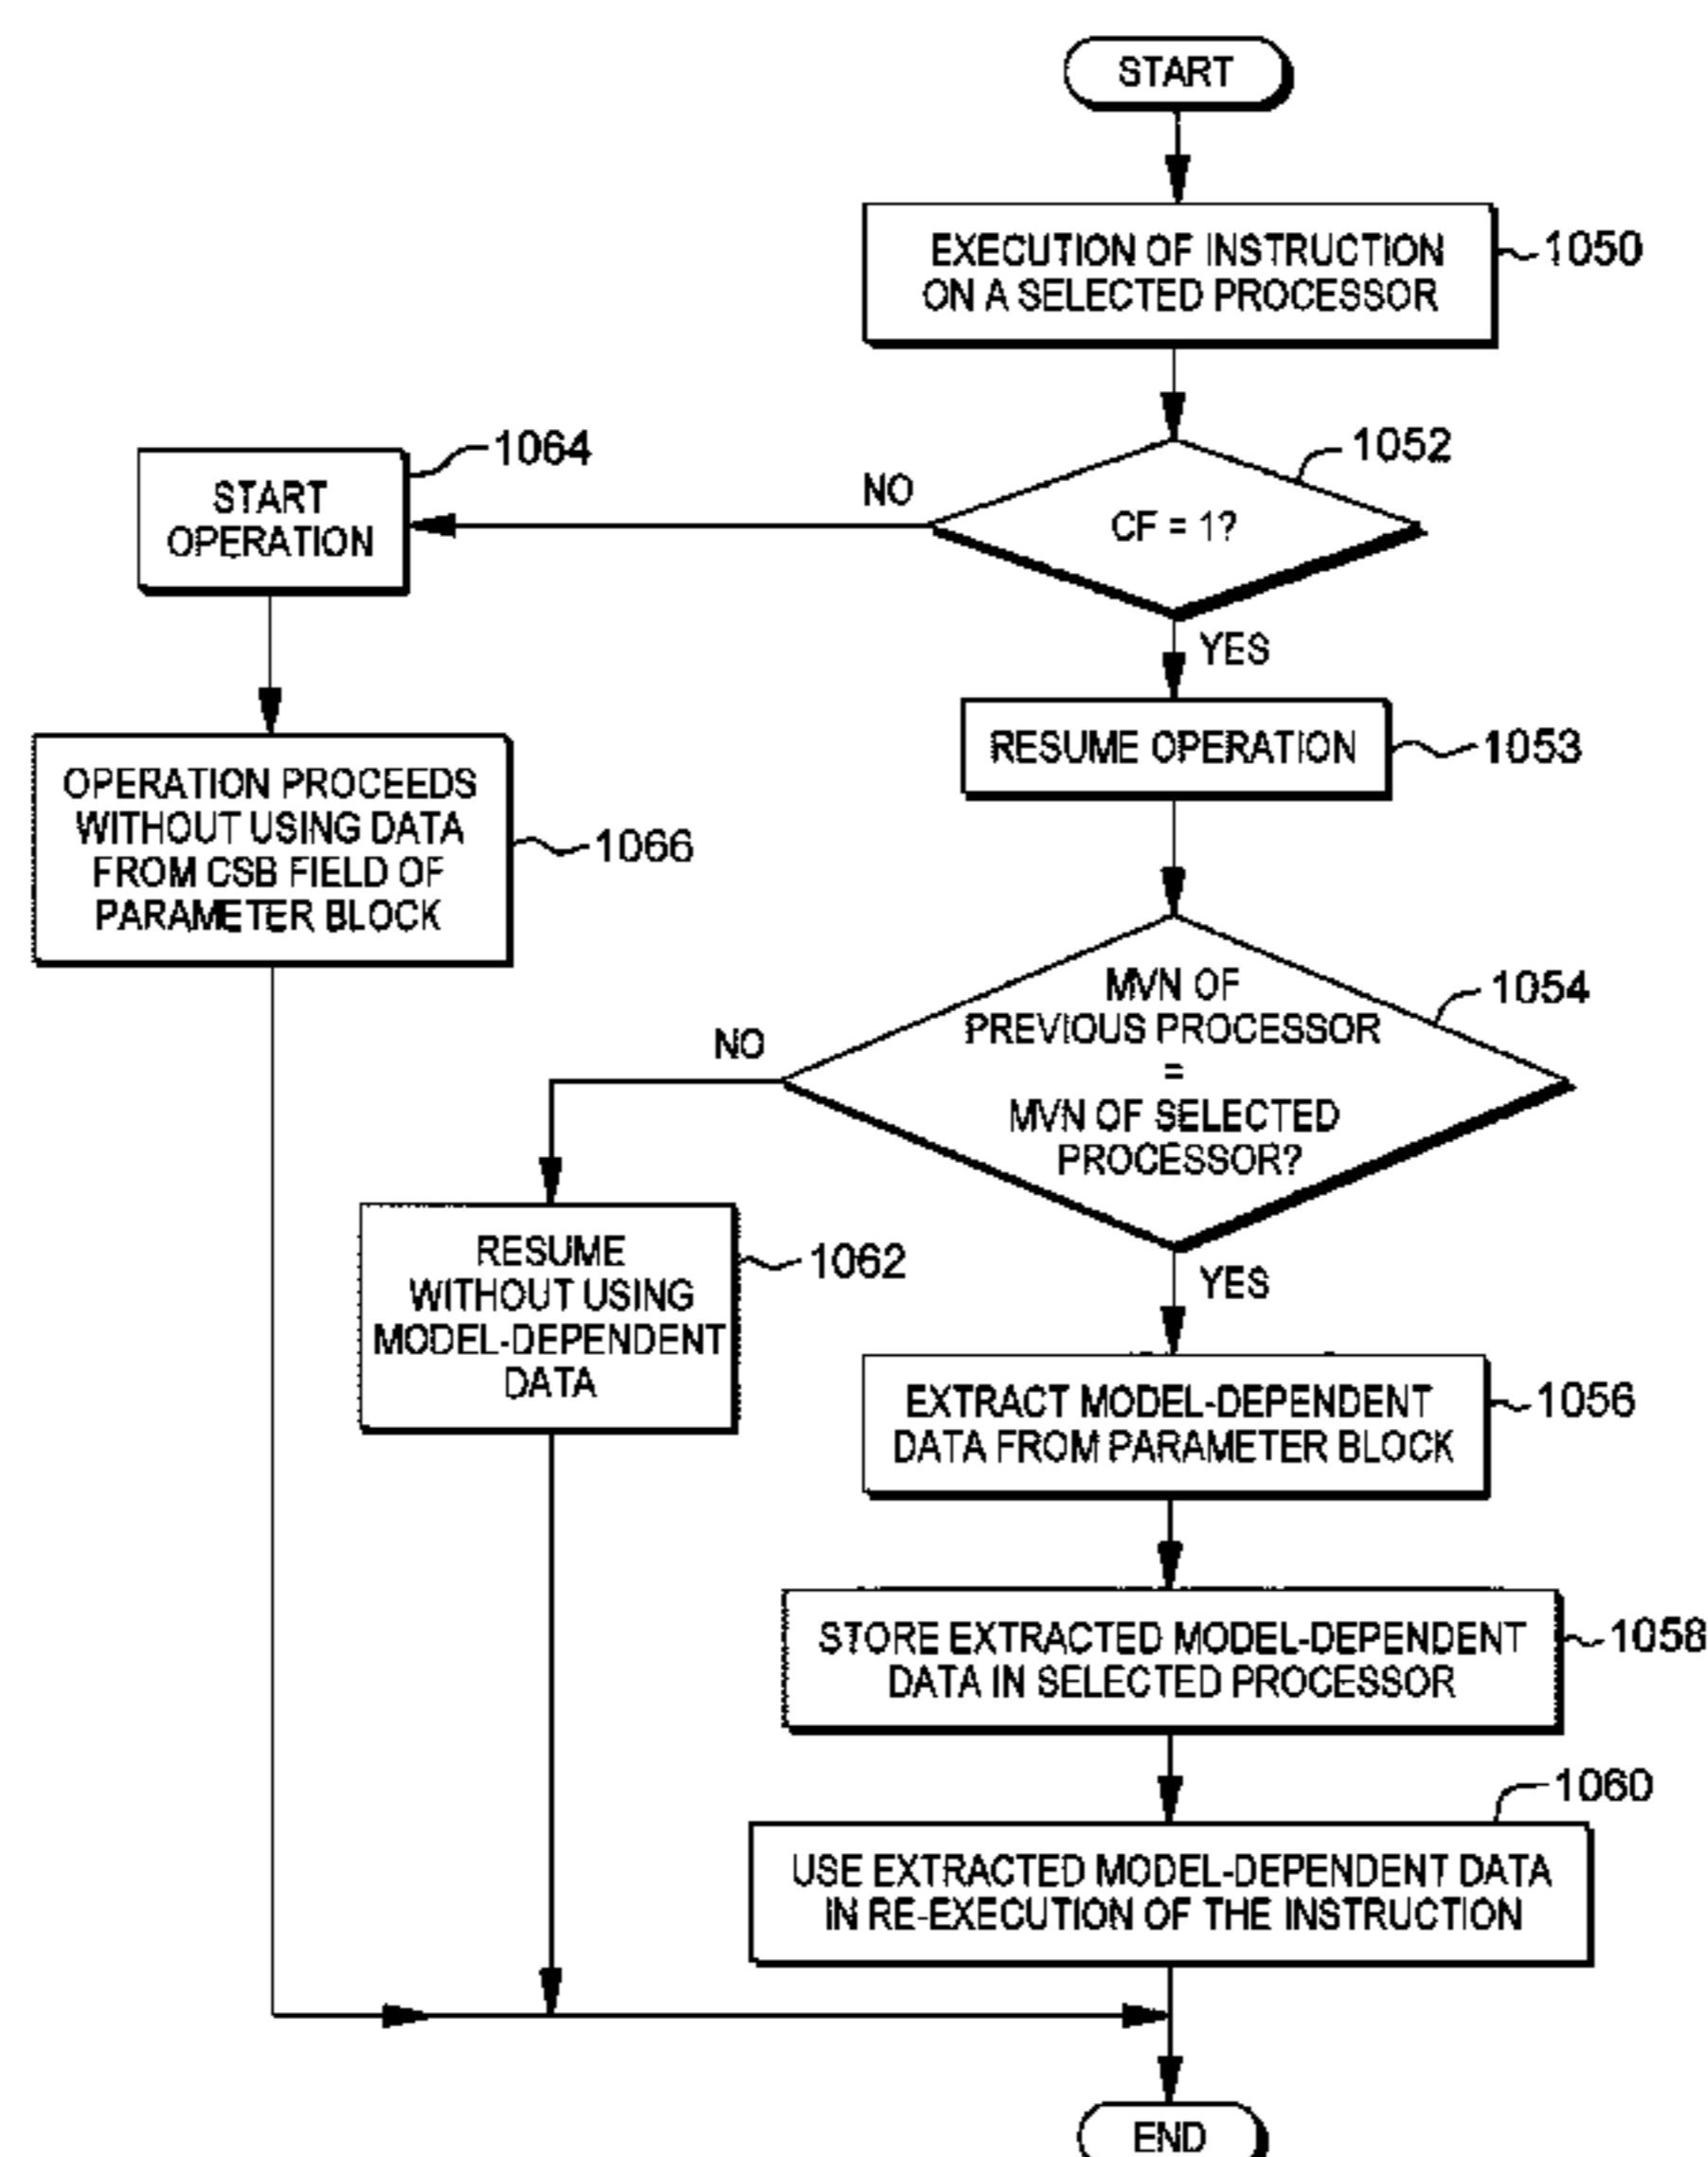 START
EXECUTION OF INSTRUCTION
ON A SELECTED PROCESSOR
1050
1052
CF = 1?
NO
1064
START
OPERATION
YES
RESUME OPERATION
1053
OPERATION PROCEEDS
WITHOUT USING DATA
FROM CSB FIELD OF
PARAMETER BLOCK
1066
MVN OF
PREVIOUS PROCESSOR
=
MVN OF SELECTED
PROCESSOR?
1054
NO
RESUME
WITHOUT USING
MODEL-DEPENDENT
DATA
1062
YES
EXTRACT MODEL-DEPENDENT
DATA FROM PARAMETER BLOCK
1056
STORE EXTRACTED MODEL-DEPENDENT
DATA IN SELECTED PROCESSOR
1058
1060
USE EXTRACTED MODEL-DEPENDENT DATA
IN RE-EXECUTION OF THE INSTRUCTION
END